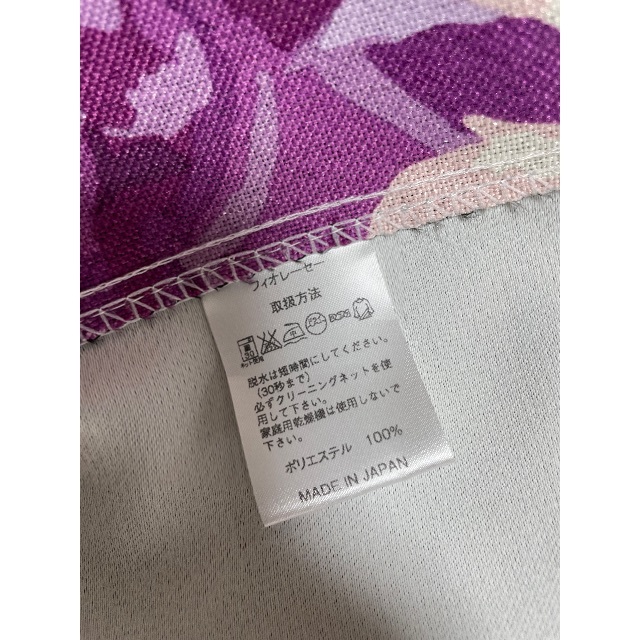 フィオレーセー
取扱方法
中
脱水は短時間にしてください。
(30秒まで)
必ずクリーニングネットを使
用して下さい。
家庭用乾燥機は使用しないで
下さい。
ポリエステル 100%
MADE IN JAPAN